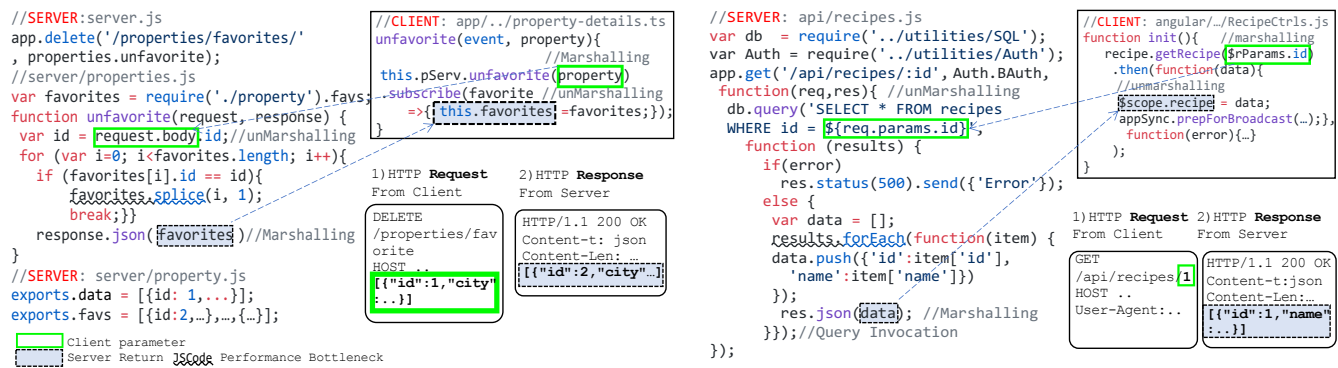 //SERVER:server.js
app.delete('/properties/favorites/'
, properties.unfavorite);
//server/properties.js
var favorites = require('./property').favs;
function unfavorite(request, response) {
var id = request.body.id;//unMarshalling
for (var i=0; i<favorites.length; i++){
if (favorites[i].id == id){
favorites.splice(i, 1);
break;}}
response.json( favorites )//Marshalling
}
//SERVER: server/property.js
exports.data = [{id: 1,...}];
exports.favs = [{id:2,…},…,{…}];
Client parameter
Server Return JSCode Performance Bottleneck
//CLIENT: app/../property-details.ts
unfavorite(event, property){
//Marshalling
this.pServ.unfavorite(property)
.subscribe(favorite //unMarshalling
=>{ this.favorites =favorites;});
}
1)HTTP Request
From Client
DELETE
/properties/fav
orite
HOST ..
[{"id":1,"city"
:..}]
2)HTTP Response
From Server
HTTP/1.1 200 OK
Content-t: json
Content-Len: …
[{"id":2,"city"…]
//SERVER: api/recipes.js
var db  = require('../utilities/SQL');
var Auth = require('../utilities/Auth');
app.get('/api/recipes/:id', Auth.BAuth,
function(req,res){ //unMarshalling
db.query('SELECT * FROM recipes
WHERE id = ${req.params.id}',
function (results) {
if(error)
res.status(500).send({'Error'});
else {
var data = [];
results.forEach(function(item) {
data.push({'id':item['id'],
'name':item['name']})
});
res.json(data); //Marshalling
}});//Query Invocation
});
//CLIENT: angular/…/RecipeCtrls.js
function init(){ //marshalling
recipe.getRecipe($rParams.id)
.then(function(data){
//unmarshalling
$scope.recipe = data;
appSync.prepForBroadcast(…);},
function(error){…}
);
}
1)HTTP Request
From Client
GET
/api/recipes/1
HOST ..
User-Agent:..
2)HTTP Response
From Server
HTTP/1.1 200 OK
Content-t:json
Content-Len:…
[{"id":1,"name"
:..}]